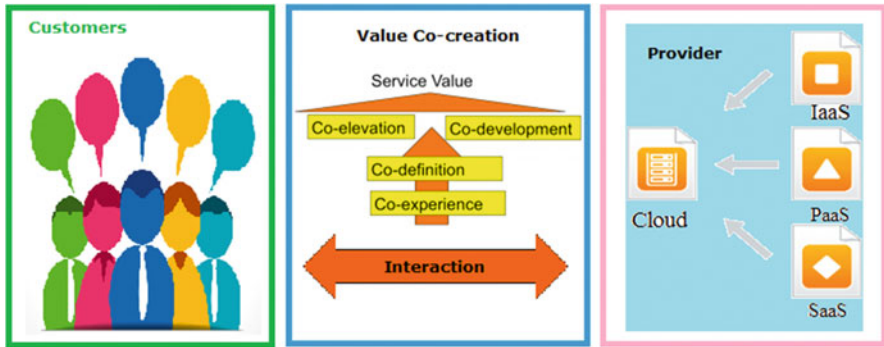 Customers
Value Co-creation
Service Value
Co-elevation
Co-development
Co-definition
Co-experience
Interaction
Provider
IaaS
Cloud
PaaS
SaaS